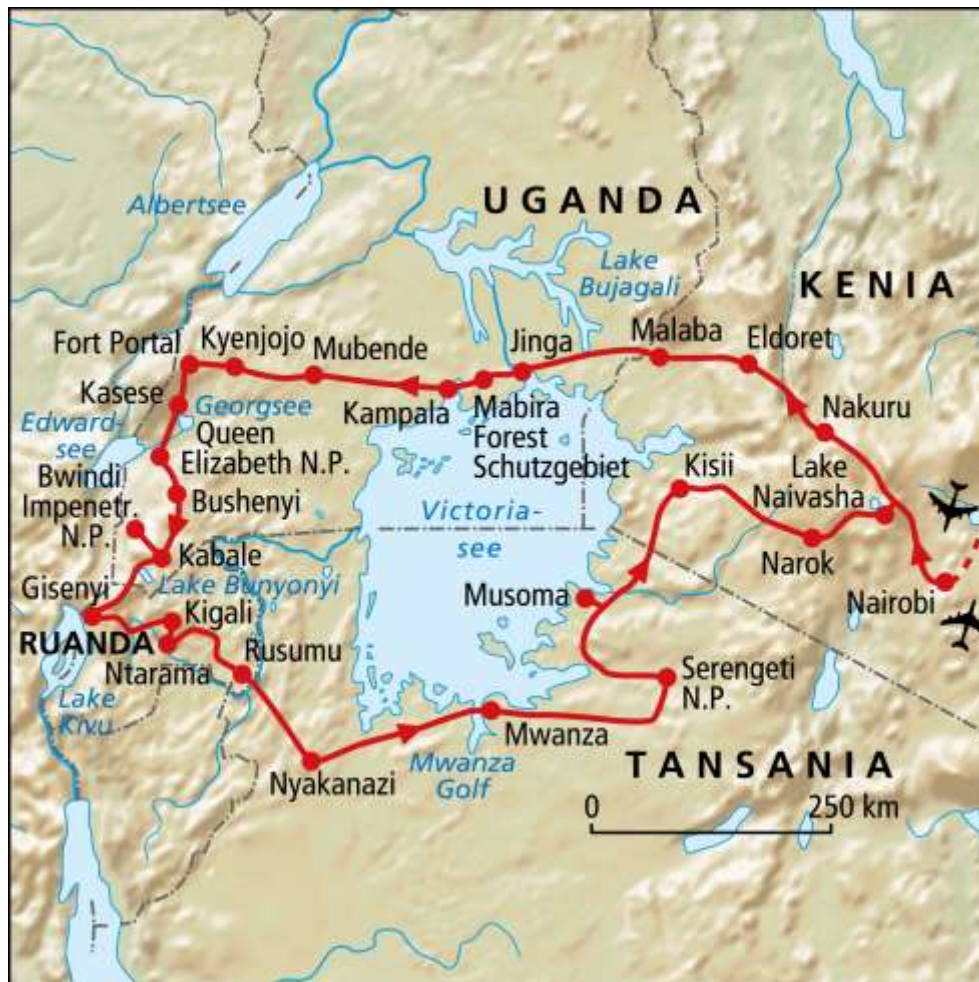 Albertsee
UGANDA
Lake
Bujagali
KENIA
Fort Portal
Kyenjojo
Mubende
Jinga
Malaba
Eldoret
Kasese
Georgsee
Kampala
Mabira
Forest
Schutzgebiet
Nakuru
Edward-
see
Queen
Elizabeth N.P.
Kisii
Lake
Naivasha
Bwindi
Impenetr.
N.P.
Bushenyi
Victoria-
see
Narok
Kabale
Lake Bunyonyi
Gisenyi
Kigali
Musoma
Nairobi
RUANDA
Ntarama
Rusumu
Serengeti
N.P.
Lake
Kivu
Mwanza
Nyakanazi
Mwanza
Golf
TANSANIA
0 250 km